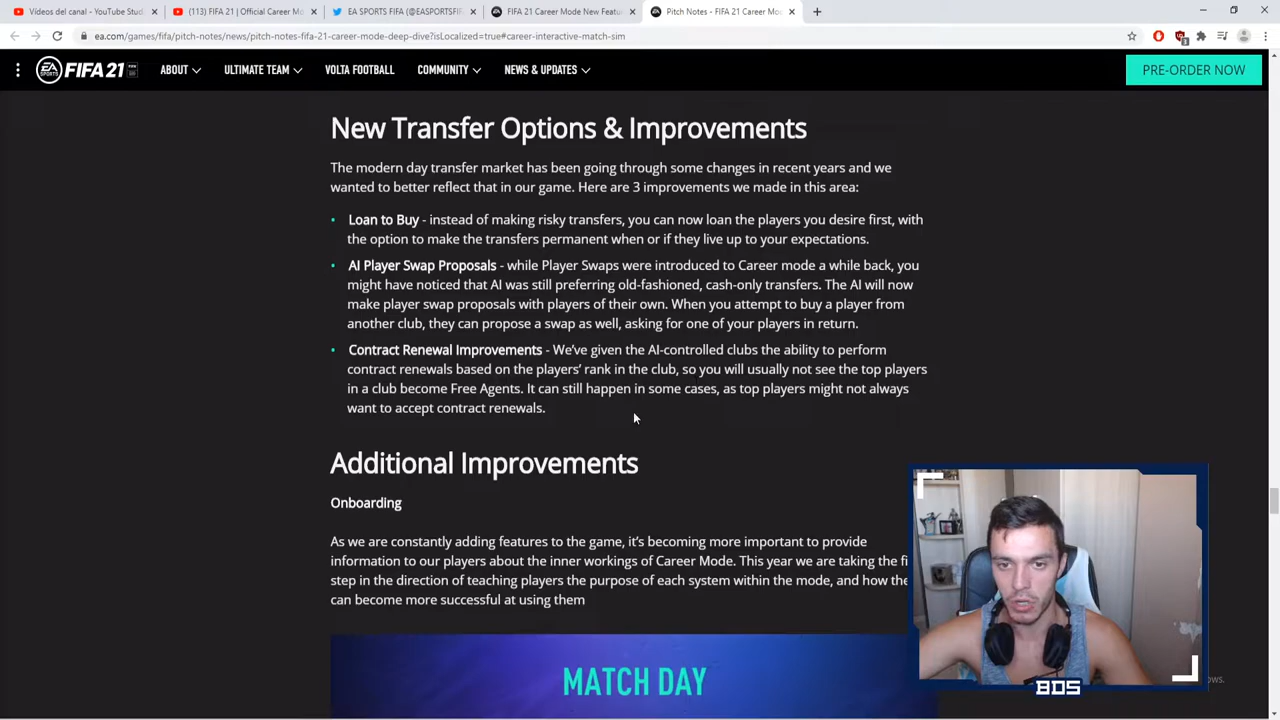 Vídeos del canal - YouTube Stud
(113) FIFA 21 | Official Career Mo
EA SPORTS FIFA (@EASPORTSFIF
FIFA 21 Career Mode New Featur
Pitch Notes - FIFA 21 Career Mod
ea.com/games/fifa/pitch-notes/news/pitch-notes-fifa-21-career-mode-deep-dive?isLocalized=true#career-interactive-match-sim
EA SPORTS FIFA 21
ABOUT
ULTIMATE TEAM
VOLTA FOOTBALL
COMMUNITY
NEWS & UPDATES
PRE-ORDER NOW
New Transfer Options & Improvements
The modern day transfer market has been going through some changes in recent years and we
wanted to better reflect that in our game. Here are 3 improvements we made in this area:
• Loan to Buy - instead of making risky transfers, you can now loan the players you desire first, with
the option to make the transfers permanent when or if they live up to your expectations.
• AI Player Swap Proposals - while Player Swaps were introduced to Career mode a while back, you
might have noticed that AI was still preferring old-fashioned, cash-only transfers. The AI will now
make player swap proposals with players of their own. When you attempt to buy a player from
another club, they can propose a swap as well, asking for one of your players in return.
• Contract Renewal Improvements - We've given the AI-controlled clubs the ability to perform
contract renewals based on the players' rank in the club, so you will usually not see the top players
in a club become Free Agents. It can still happen in some cases, as top players might not always
want to accept contract renewals.
Additional Improvements
Onboarding
As we are constantly adding features to the game, it's becoming more important to provide
information to our players about the inner workings of Career Mode. This year we are taking the fi
step in the direction of teaching players the purpose of each system within the mode, and how the
can become more successful at using them
MATCH DAY
BDS
ows.